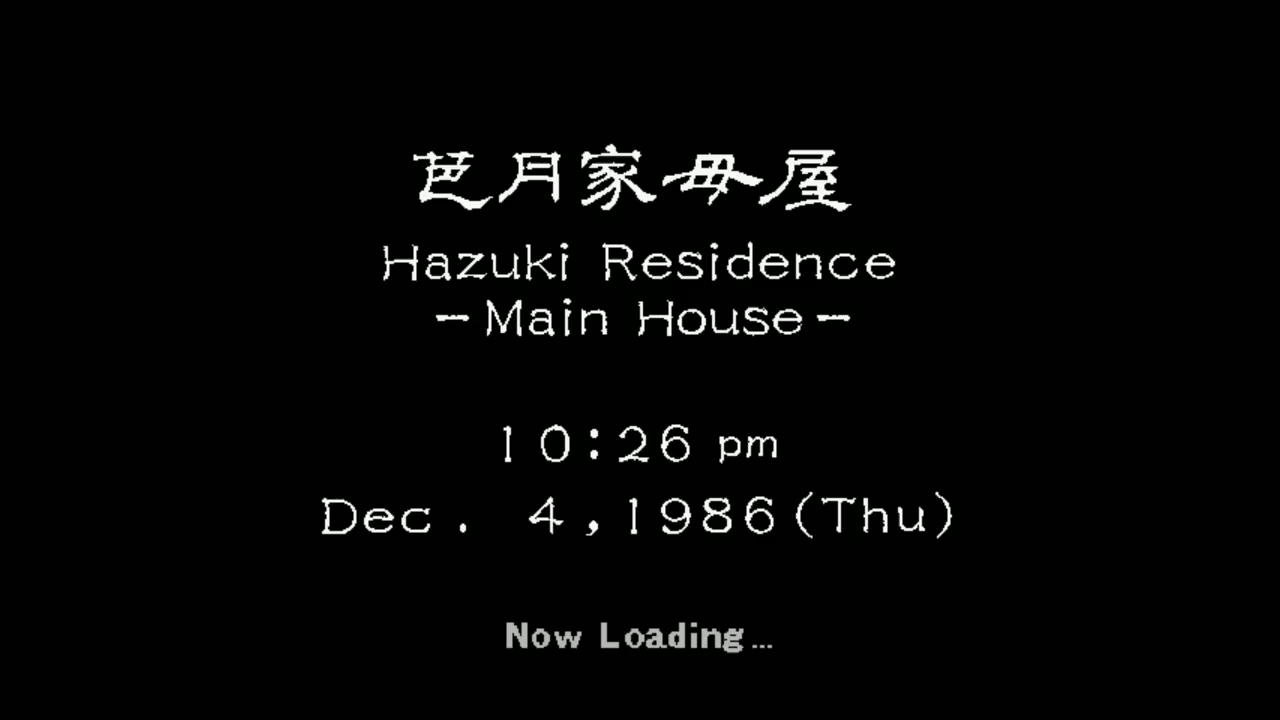 芭月家母屋
Hazuki Residence
-Main House-
10:26 pm
Dec. 4,1986(Thu)
Now Loading...